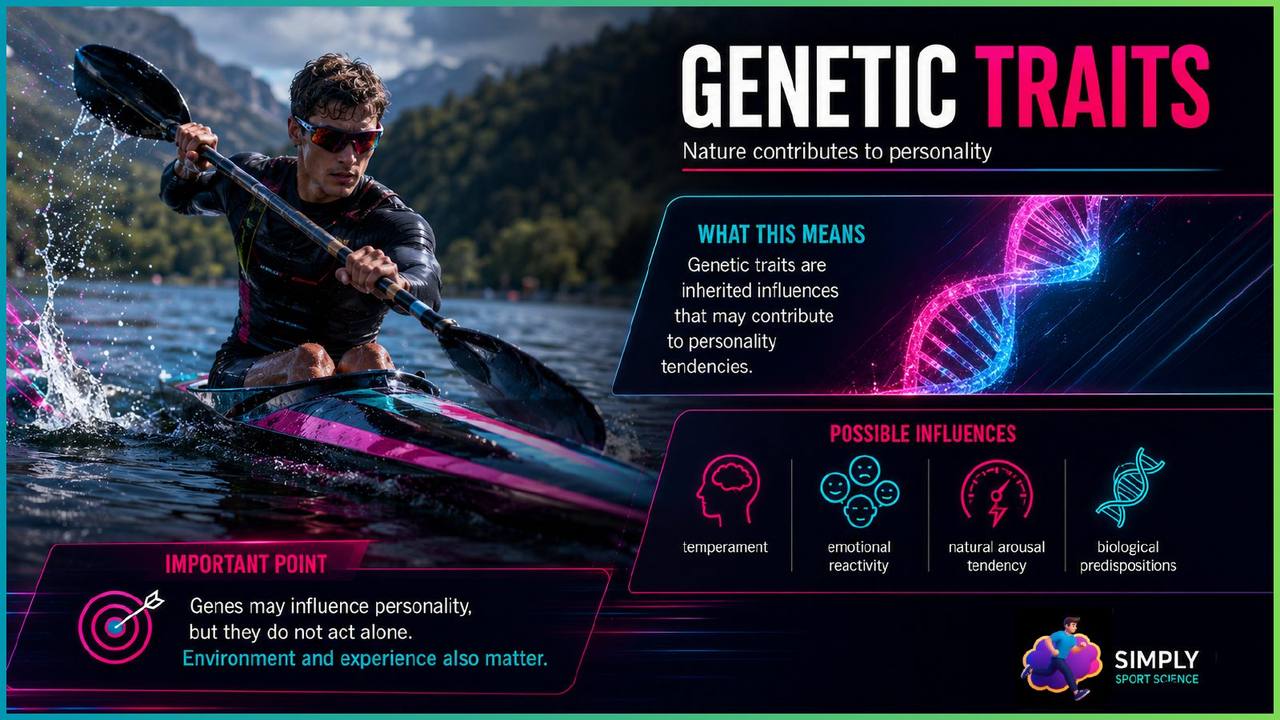 GENETIC TRAITS
Nature contributes to personality
WHAT THIS MEANS
Genetic traits are
inherited influences
that may contribute
to personality
tendencies.
POSSIBLE INFLUENCES
temperament
emotional
reactivity
natural arousal
tendency
biological
predispositions
IMPORTANT POINT
Genes may influence personality,
but they do not act alone.
Environment and experience also matter.
SIMPLY
SPORT SCIENCE